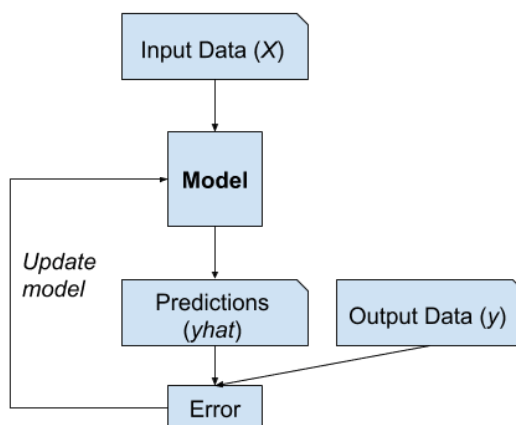 Input Data (X)
Model
Update
model
Predictions
(yhat)
Output Data (y)
Error